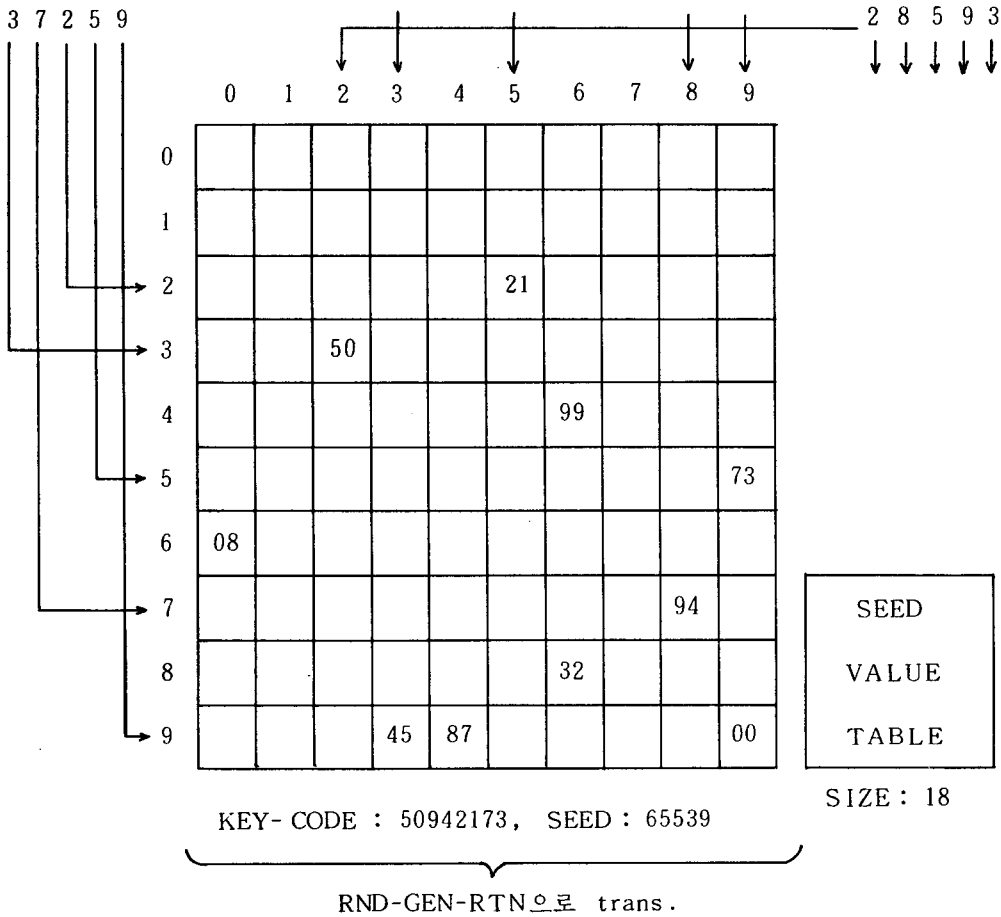 3 7 2 5 9
2 8 5 9 3
0 1 2 3 4 5 6 7 8 9
0
1
2 21
3 50
4 99
5 73
6 08
7 94
8 32
9 45 87 00
SEED
VALUE
TABLE
SIZE : 18
KEY-CODE : 50942173, SEED : 65539
RND-GEN-RTN으로 trans.